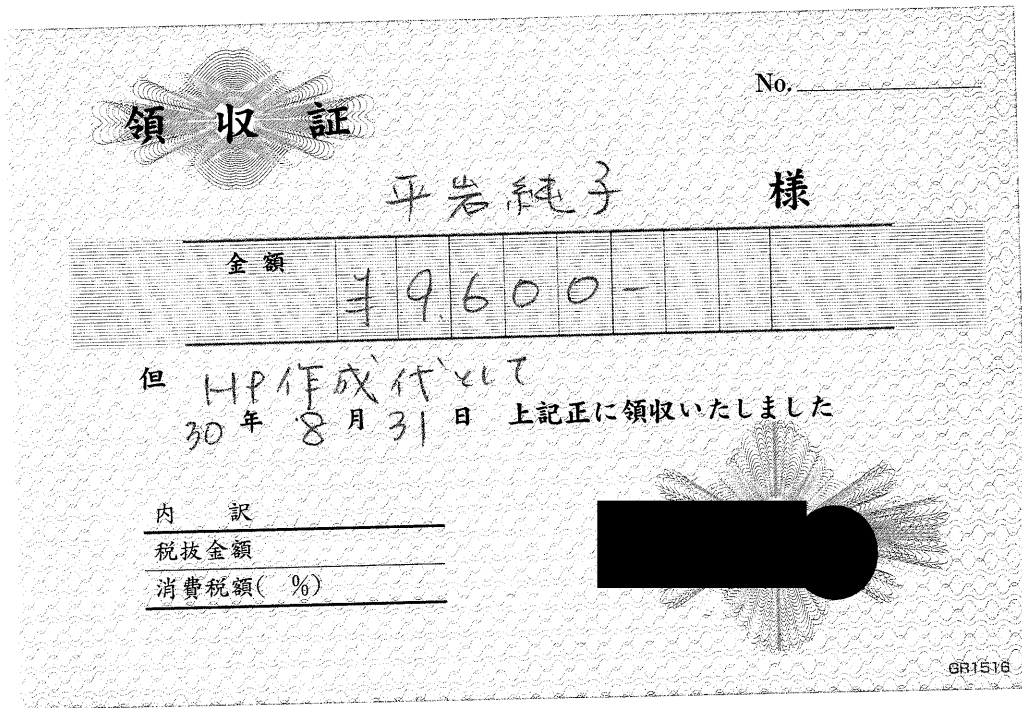 No.
領収証
平岩純子 様
金額 ¥9,600-
但 HP作成代として
30年 8月 31日 上記正に領収いたしました
内 訳
税抜金額
消費税額( %)
GR1516